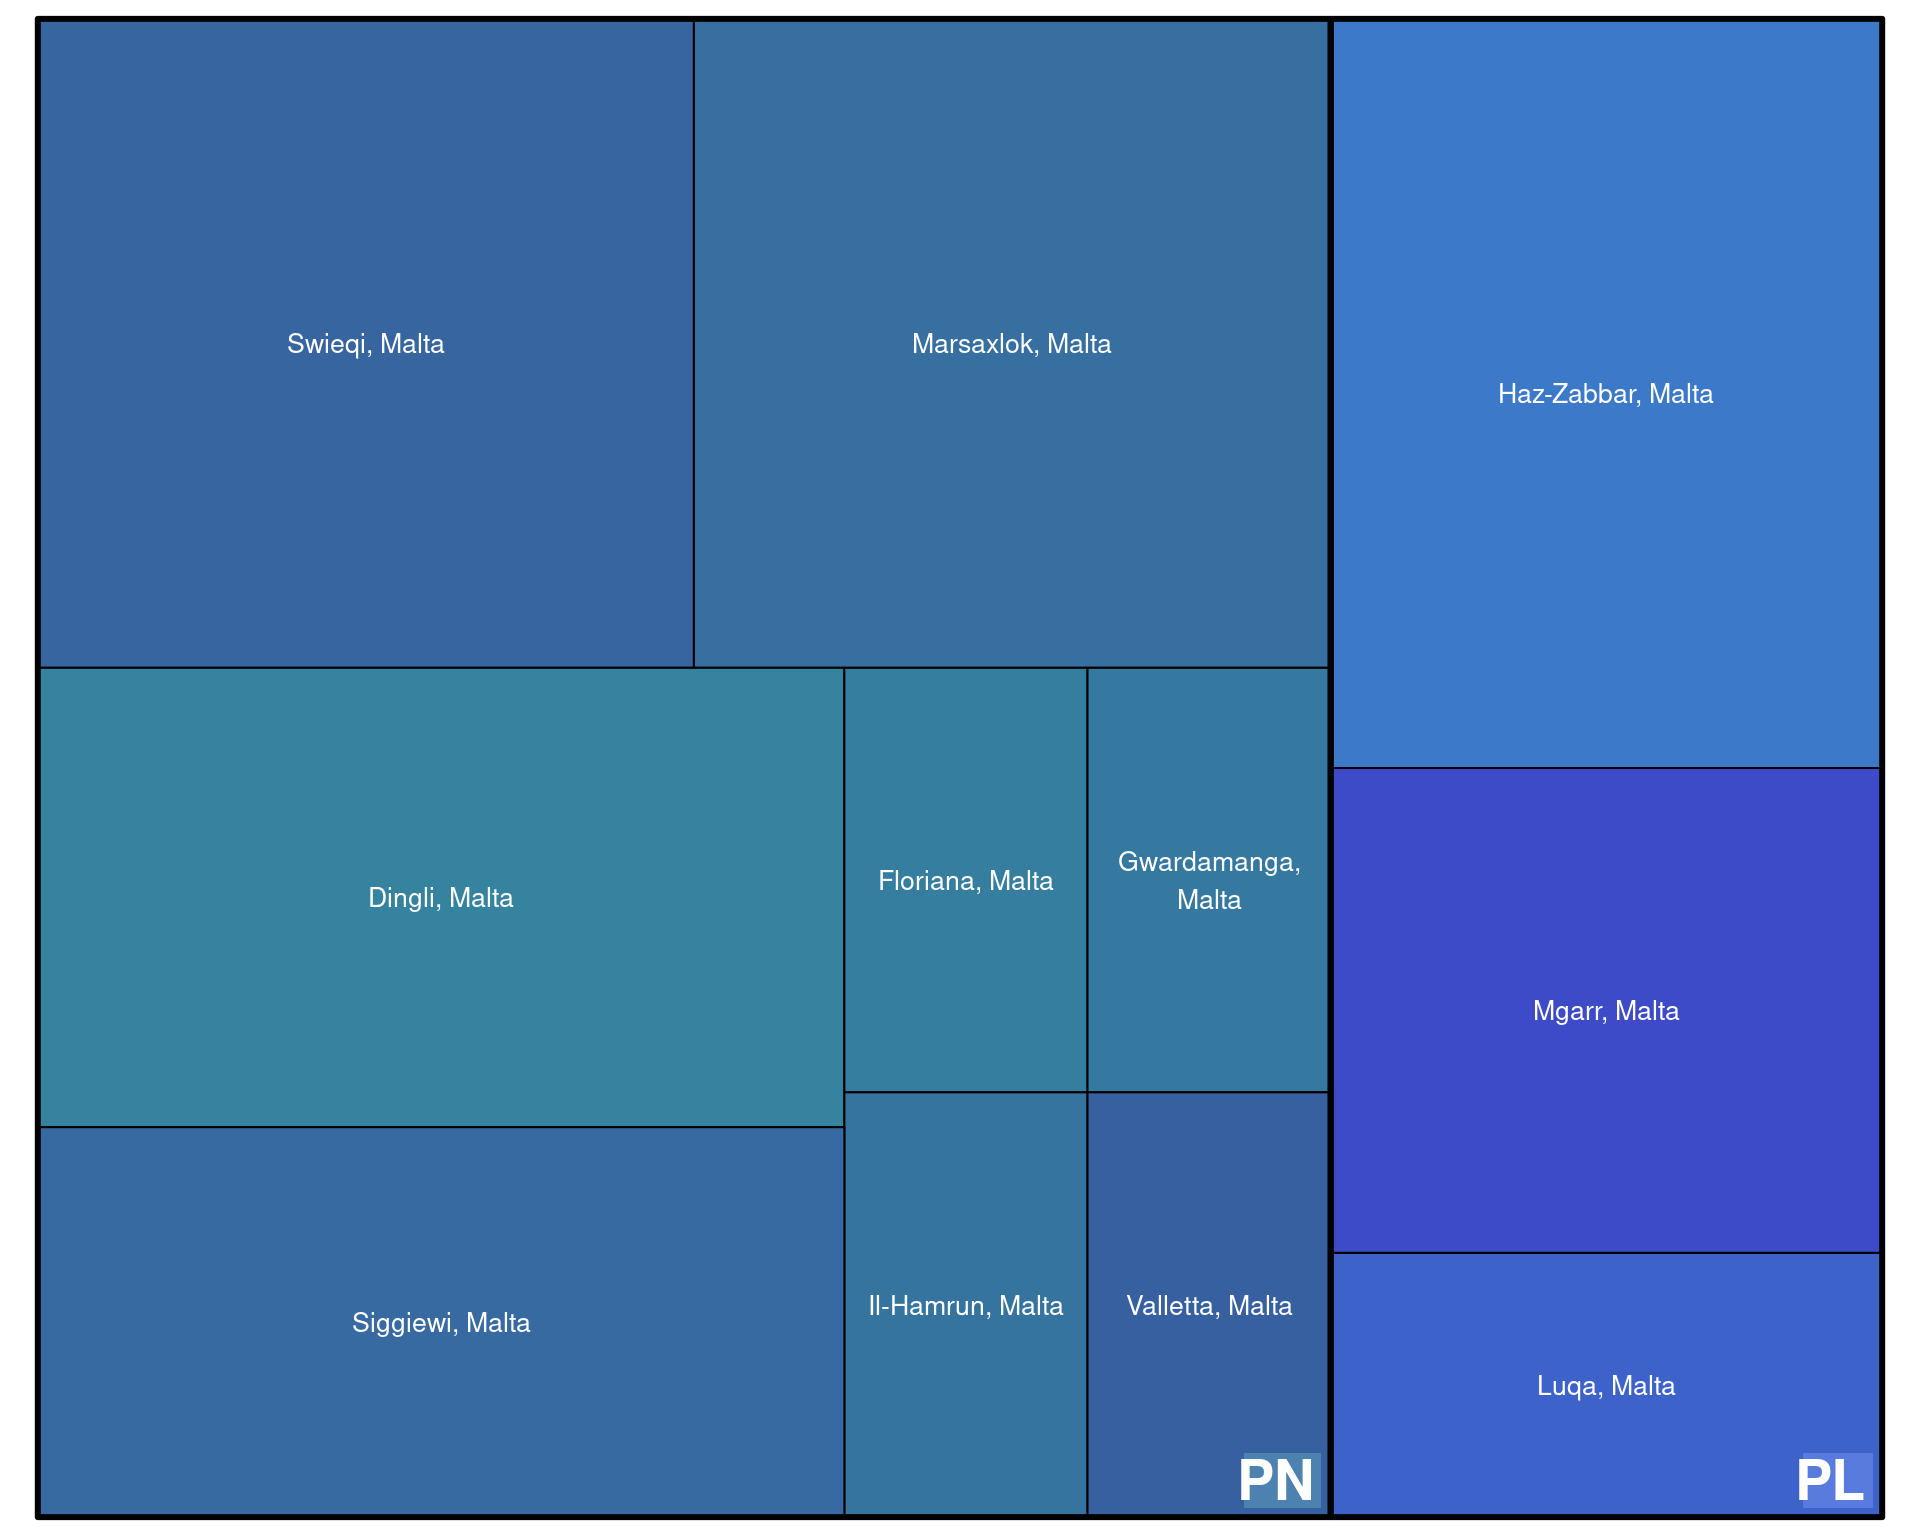 Swieqi, Malta
Marsaxlok, Malta
Haz-Zabbar, Malta
Dingli, Malta
Floriana, Malta
Gwardamanga,
Malta
Mgarr, Malta
Siggiewi, Malta
Il-Hamrun, Malta
Valletta, Malta
Luqa, Malta
PN
PL